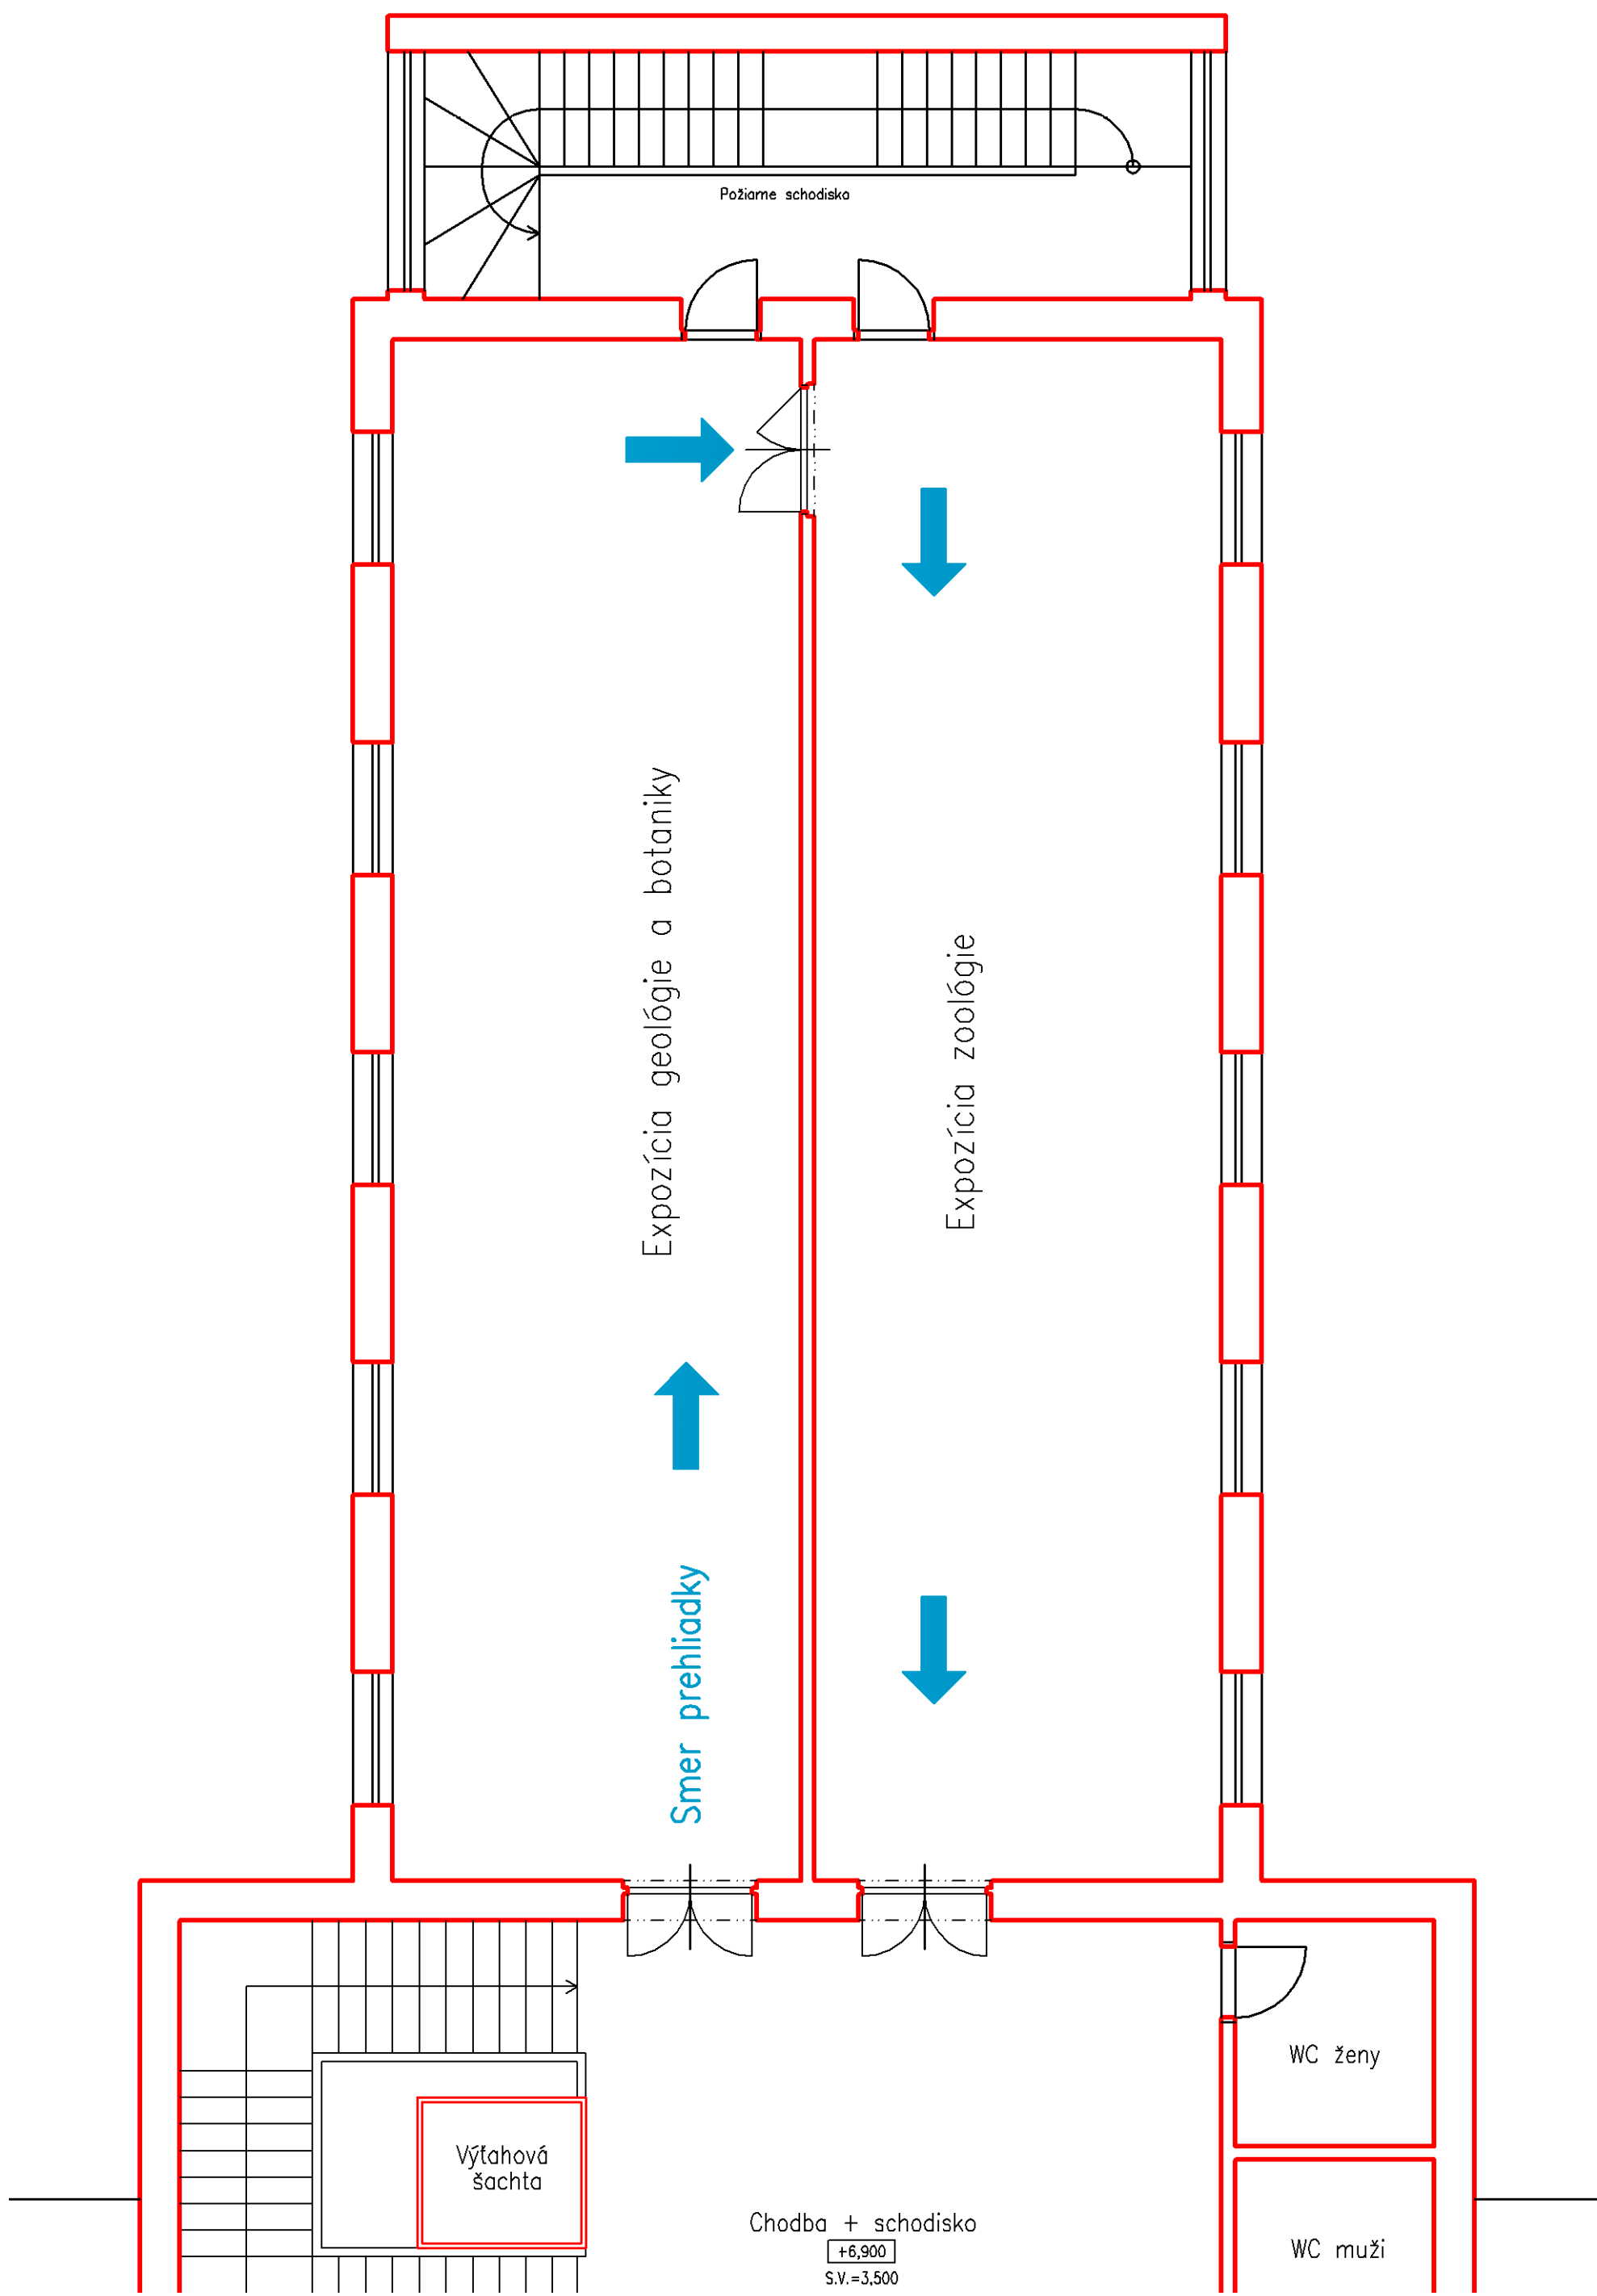 Požiarne schodisko
Expozícia geológie a botaniky
Expozícia zoológie
Smer prehliadky
WC ženy
Výťahová
šachta
Chodba + schodisko
+6,900
S.V.=3,500
WC muži